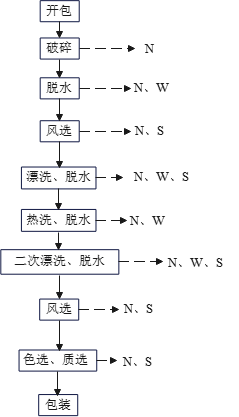 开包
破碎 N
脱水 N、W
风选 N、S
漂洗、脱水 N、W、S
热洗、脱水 N、W
二次漂洗、脱水 N、W、S
风选 N、S
色选、质选 N、S
包装